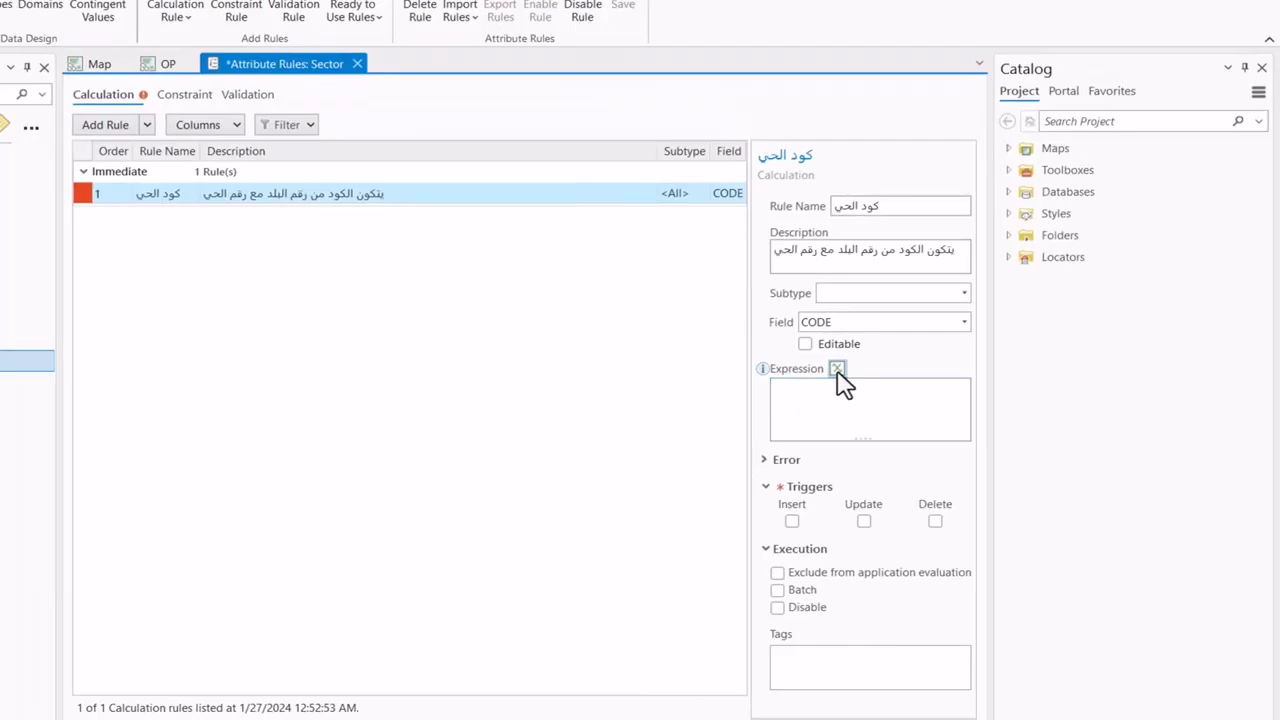 Domains Contingent Values
Calculation Rule
Constraint Rule
Validation Rule
Ready to Use Rules
Delete Rule
Import Rules
Export Rules
Enable Rule
Disable Rule
Save
Data Design
Add Rules
Attribute Rules
Map
OP
*Attribute Rules: Sector
Calculation Constraint Validation
Add Rule
Columns
Filter
Order Rule Name Description Subtype Field
Immediate 1 Rule(s)
1 كود الحي يتكون الكود من رقم البلد مع رقم الحي <All> CODE
1 of 1 Calculation rules listed at 1/27/2024 12:52:53 AM.
كود الحي
Calculation
Rule Name كود الحي
Description
يتكون الكود من رقم البلد مع رقم الحي
Subtype
Field CODE
Editable
Expression
Error
* Triggers
Insert Update Delete
Execution
Exclude from application evaluation
Batch
Disable
Tags
Catalog
Project Portal Favorites
Search Project
Maps
Toolboxes
Databases
Styles
Folders
Locators